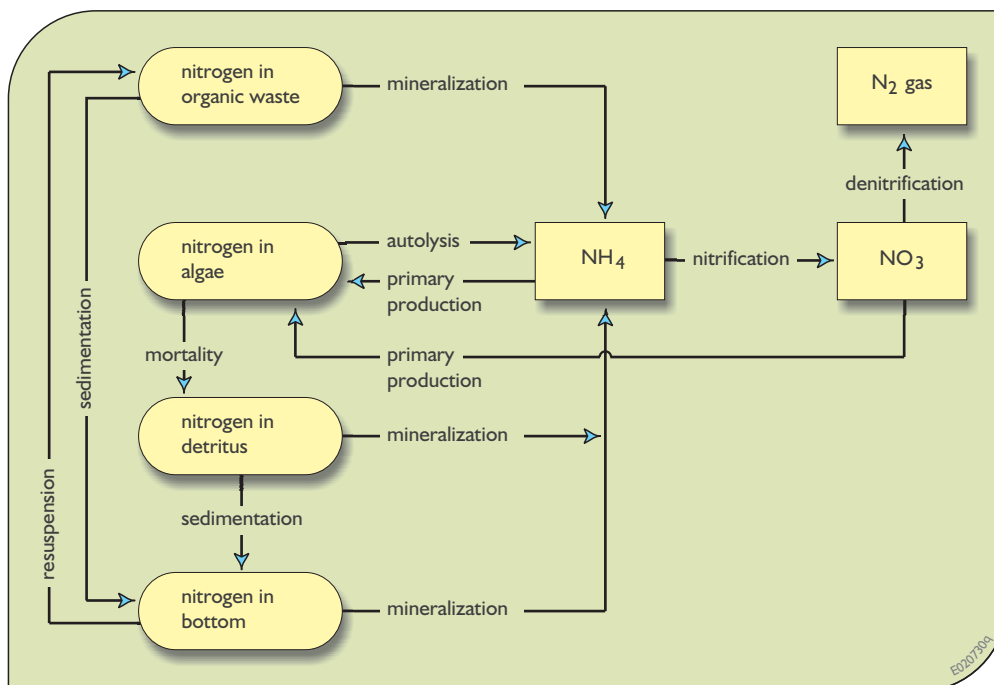 nitrogen in
organic waste
mineralization
N2 gas
denitrification
nitrogen in
algae
autolysis
primary
production
NH4
nitrification
NO3
sedimentation
resuspension
mortality
primary
production
nitrogen in
detritus
mineralization
sedimentation
nitrogen in
bottom
mineralization
E020730q